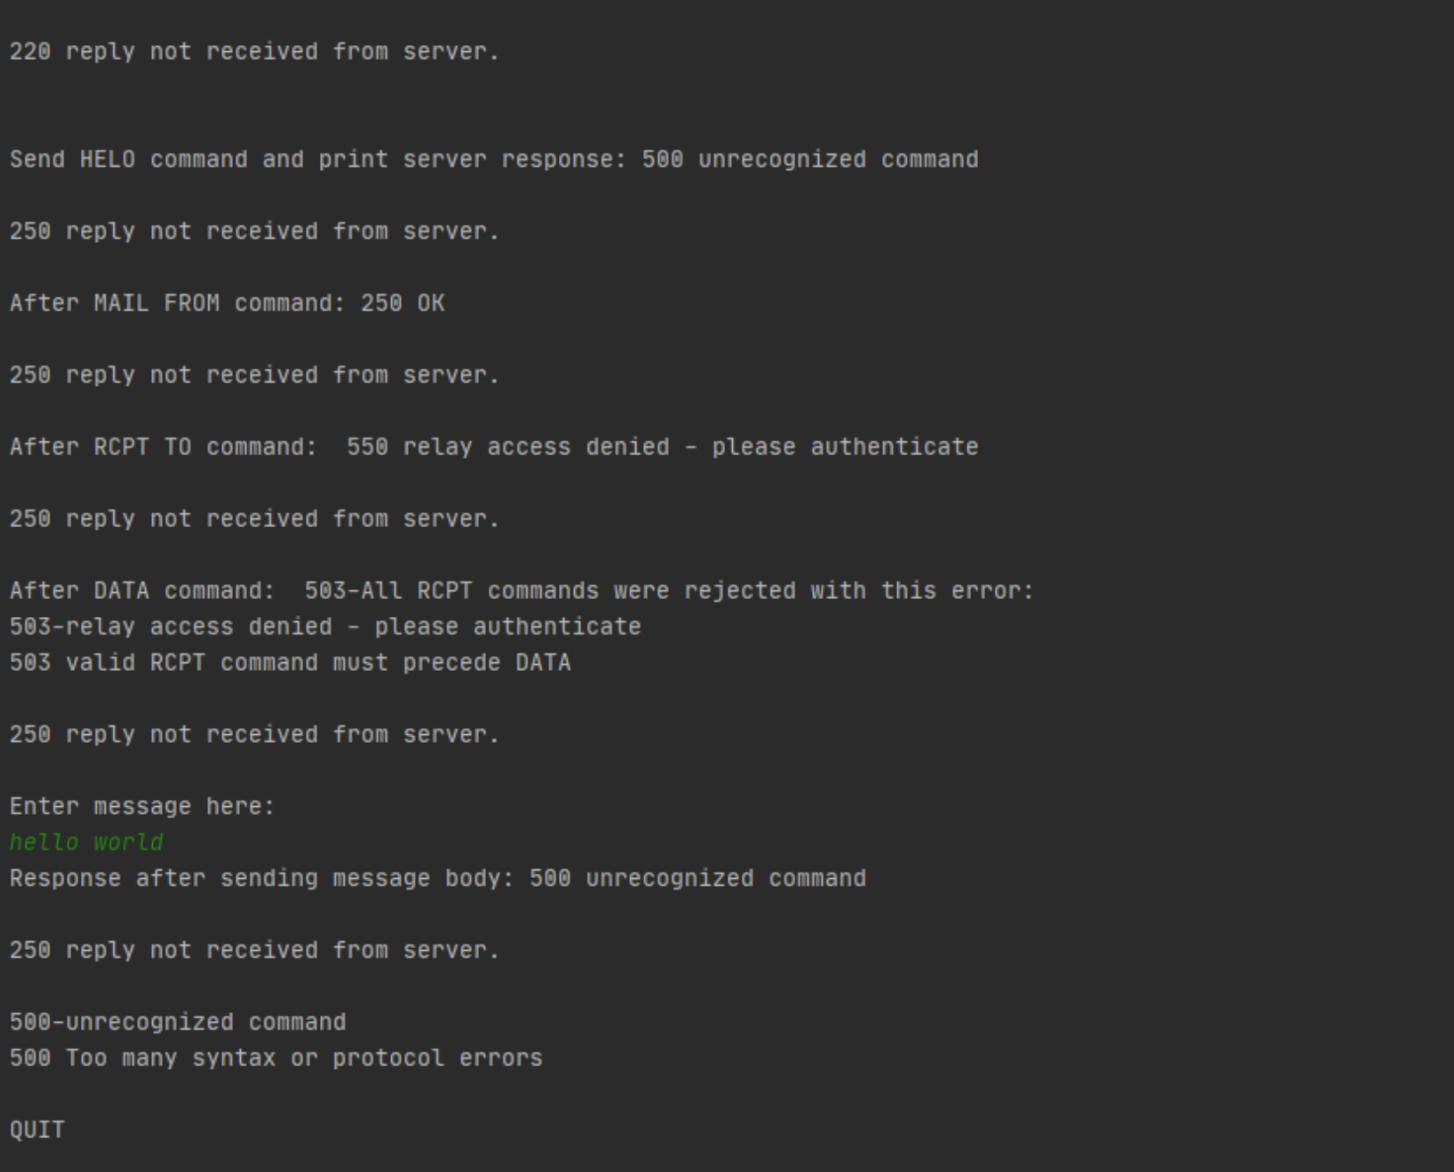 220 reply not received from server.
Send HELO command and print server response: 500 unrecognized command
250 reply not received from server.
After MAIL FROM command: 250 OK
250 reply not received from server.
After RCPT TO command:  550 relay access denied - please authenticate
250 reply not received from server.
After DATA command:  503-All RCPT commands were rejected with this error:
503-relay access denied - please authenticate
503 valid RCPT command must precede DATA
250 reply not received from server.
Enter message here:
hello world
Response after sending message body: 500 unrecognized command
250 reply not received from server.
500-unrecognized command
500 Too many syntax or protocol errors
QUIT